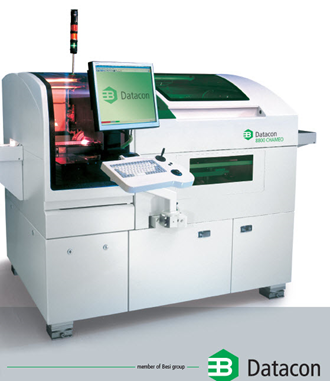 Datacon
Datacon
8800 CHAMEO
member of Besi group
Datacon